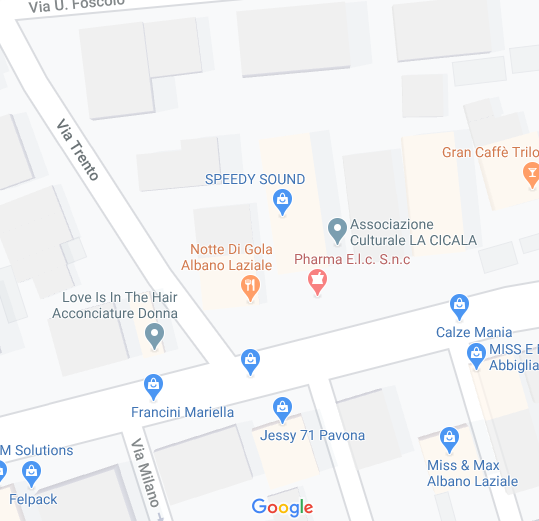 Via U. Foscolo
Via Trento
Gran Caffè Trilo
SPEEDY SOUND
Associazione
Culturale LA CICALA
Notte Di Gola
Albano Laziale
Pharma E.l.c. S.n.c
Love Is In The Hair
Acconciature Donna
Calze Mania
MISS E
Abbiglia
Francini Mariella
Jessy 71 Pavona
Via Milano
M Solutions
Felpack
Miss & Max
Albano Laziale
Google